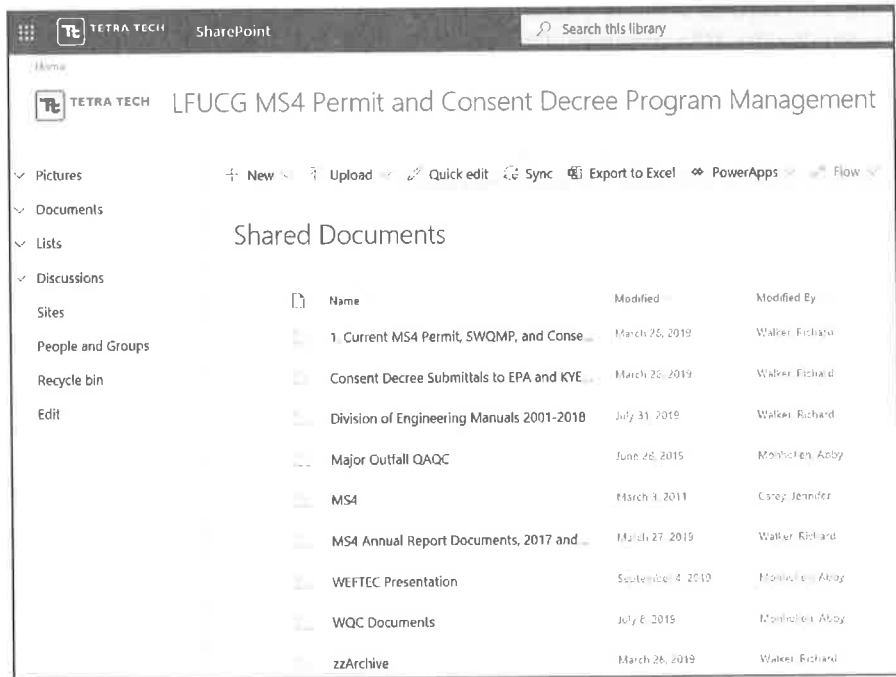 TETRA TECH SharePoint Search this library
Home
TETRA TECH LFUCG MS4 Permit and Consent Decree Program Management
Pictures
Documents
Lists
Discussions
Sites
People and Groups
Recycle bin
Edit
New Upload Quick edit Sync Export to Excel PowerApps Flow
Shared Documents
Name Modified Modified By
1. Current MS4 Permit, SWQMP, and Conse... March 26, 2019 Walker, Richard
Consent Decree Submittals to EPA and KYE... March 26, 2019 Walker, Richard
Division of Engineering Manuals 2001-2018 July 31, 2019 Walker, Richard
Major Outfall QAQC June 26, 2015 Abby
MS4 March 3, 2011 Carey, Jennifer
MS4 Annual Report Documents, 2017 and ... March 27, 2019 Walker, Richard
WEFTEC Presentation September 4, Abby
WQC Documents July 8, 2019 Abby
zzArchive March 26, 2019 Walker, Richard